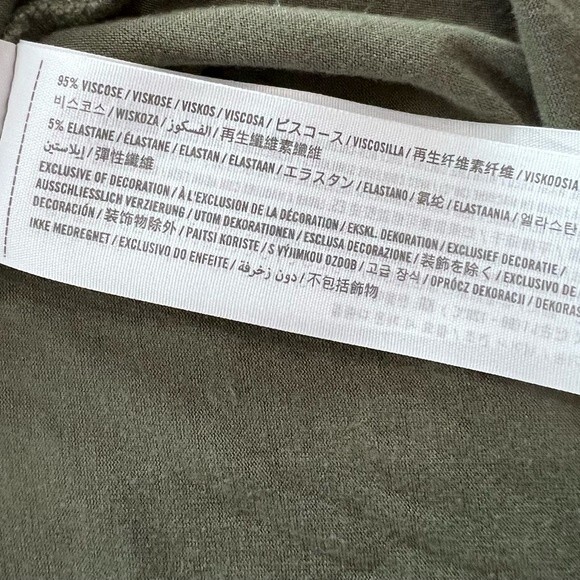 95% VISCOSE / VISKOSE / VISKOS / VISCOSA / ビスコース / VISCOSILLA / 再生纤维素纤维 / VISKOOSIA
비스코스 / WISKOZA / الفسكوز / 再生纖維素纖維
5% ELASTANE / ÉLASTANE / ELASTAN / ELASTAAN / エラスタン / ELASTANO / 氨纶 / ELASTAANIA / 엘라스탄
إيلاستين / 彈性纖維
EXCLUSIVE OF DECORATION / À L'EXCLUSION DE LA DÉCORATION / EKSKL. DEKORATION / EXCLUSIEF DECORATIE /
AUSSCHLIESSLICH VERZIERUNG / UTOM DEKORATIONEN / ESCLUSA DECORAZIONE / 装飾を除く / EXCLUSIVO DE
DECORACIÓN / 装饰物除外 / PAITSI KORISTE / S VÝJIMKOU OZDOB / 고급 장식 / OPRÓCZ DEKORACJI / DEKORAS
IKKE MEDREGNET / EXCLUSIVO DO ENFEITE / دون زخرفة / 不包括飾物